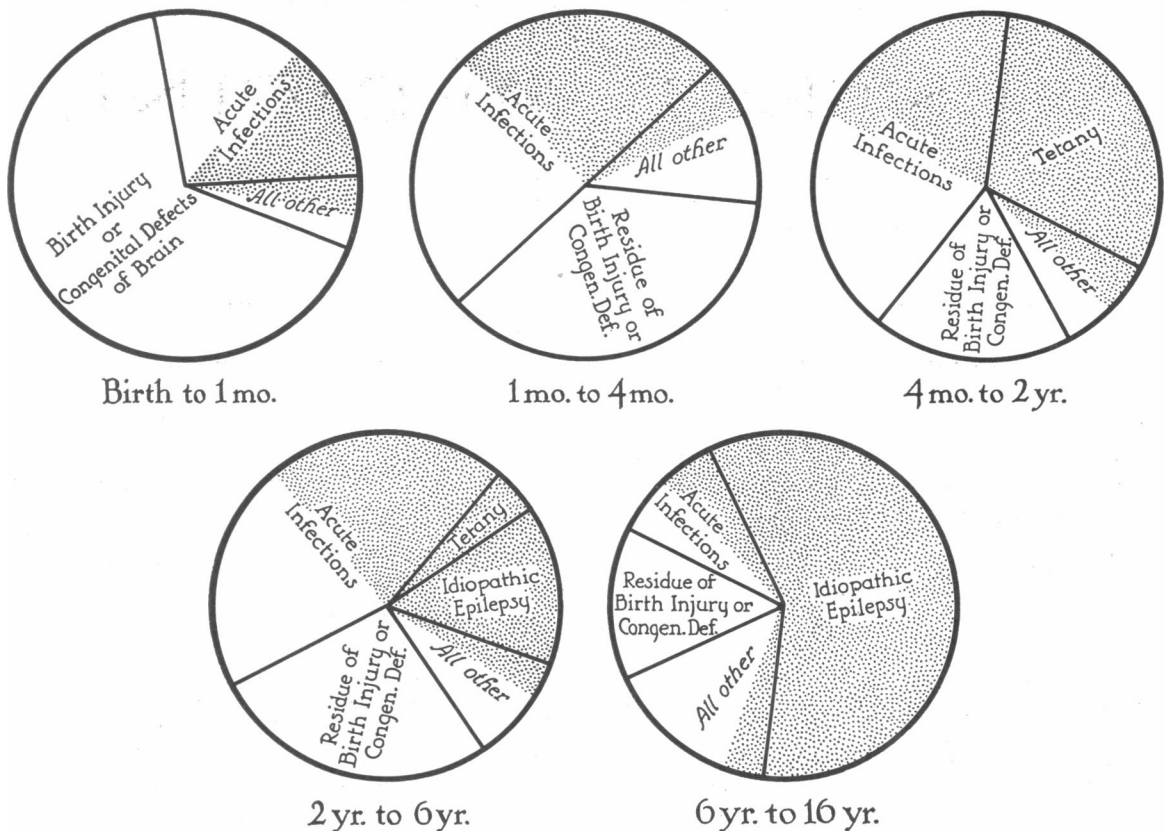 Acute
Infections
All other
Birth Injury
or
Congenital Defects
of Brain
Birth to 1 mo.
Acute
Infections
All other
Residue of
Birth Injury or
Congen. Def.
1 mo. to 4 mo.
Acute
Infections
Tetany
All other
Residue of
Birth Injury or
Congen. Def.
4 mo. to 2 yr.
Acute
Infections
Tetany
Idiopathic
Epilepsy
All other
Residue of
Birth Injury or
Congen. Def.
2 yr. to 6 yr.
Acute
Infections
Residue of
Birth Injury or
Congen. Def.
Idiopathic
Epilepsy
All other
6 yr. to 16 yr.